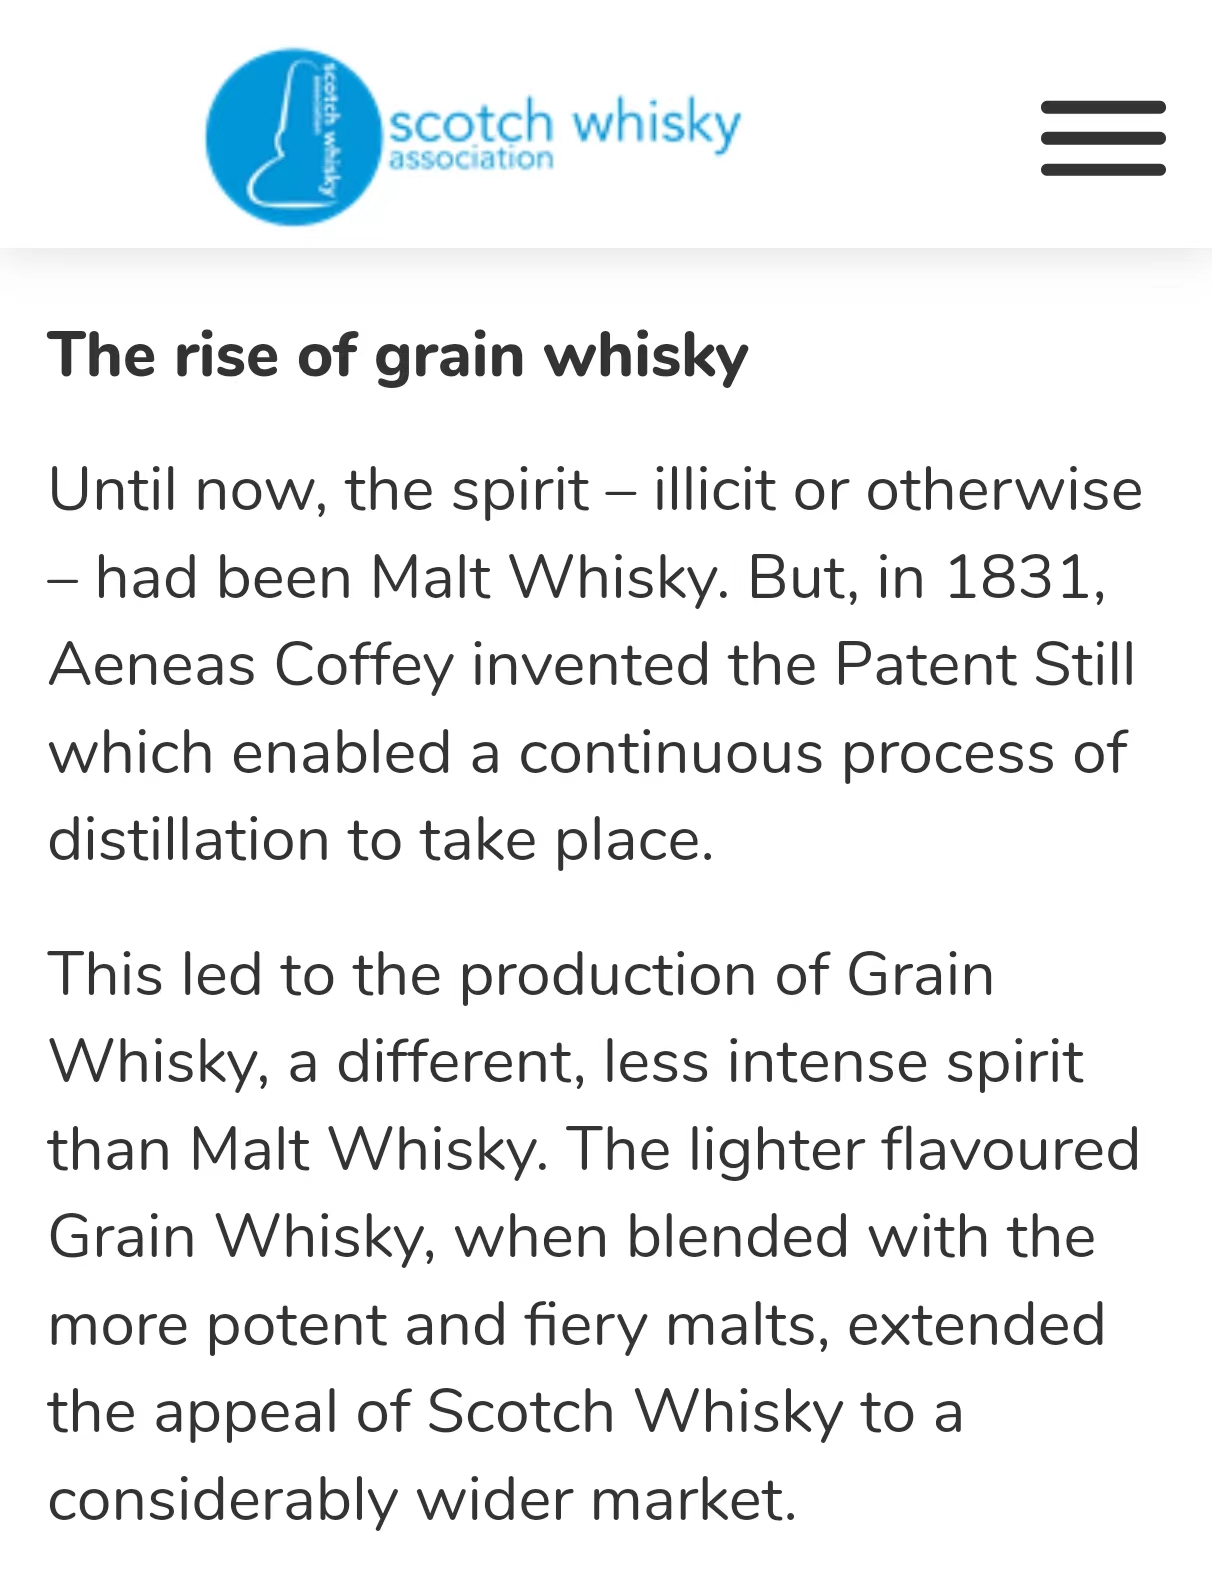 scotch whisky
association
scotch whisky
association
The rise of grain whisky
Until now, the spirit – illicit or otherwise
– had been Malt Whisky. But, in 1831,
Aeneas Coffey invented the Patent Still
which enabled a continuous process of
distillation to take place.
This led to the production of Grain
Whisky, a different, less intense spirit
than Malt Whisky. The lighter flavoured
Grain Whisky, when blended with the
more potent and fiery malts, extended
the appeal of Scotch Whisky to a
considerably wider market.